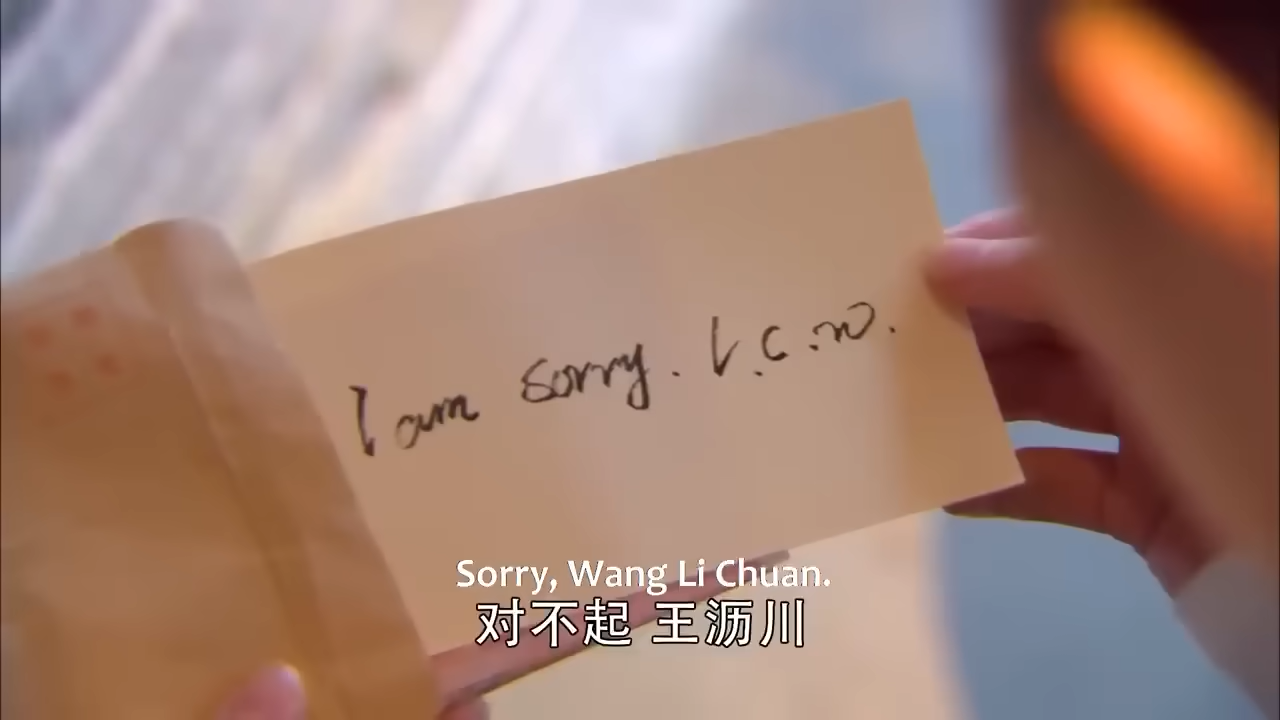 I am sorry. L.C.W.
Sorry, Wang Li Chuan.
对不起 王沥川